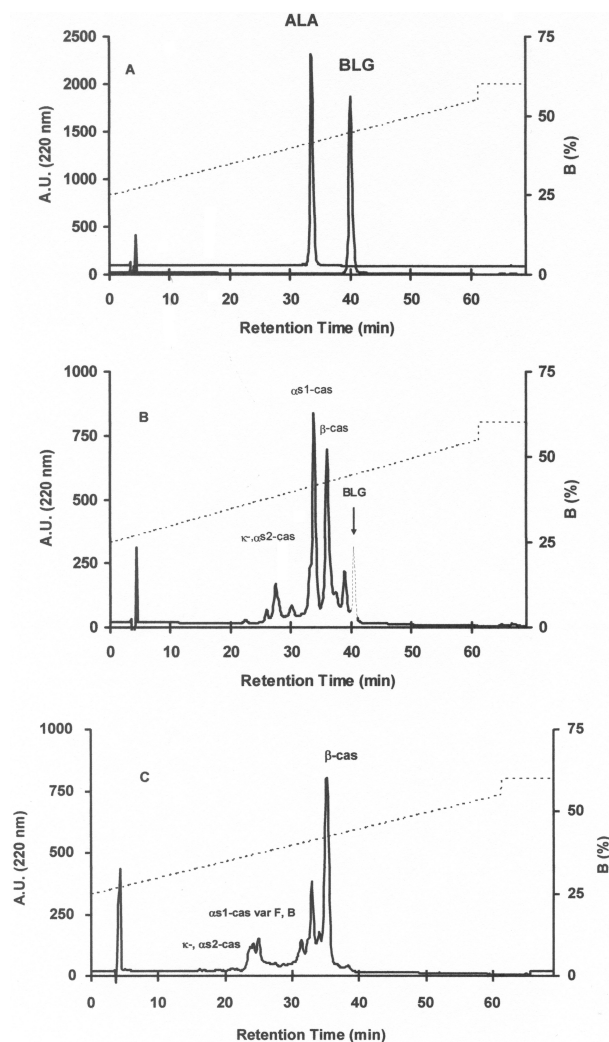 ALA
BLG
A
2500
2000
1500
1000
500
0
A.U. (220 nm)
75
50
25
0
B (%)
0 10 20 30 40 50 60
Retention Time (min)
B
αs1-cas
β-cas
BLG
κ-,αs2-cas
1000
750
500
250
0
A.U. (220 nm)
75
50
25
0
B (%)
0 10 20 30 40 50 60
Retention Time (min)
C
β-cas
αs1-cas var F, B
κ-, αs2-cas
1000
750
500
250
0
A.U. (220 nm)
75
50
25
0
B (%)
0 10 20 30 40 50 60
Retention Time (min)